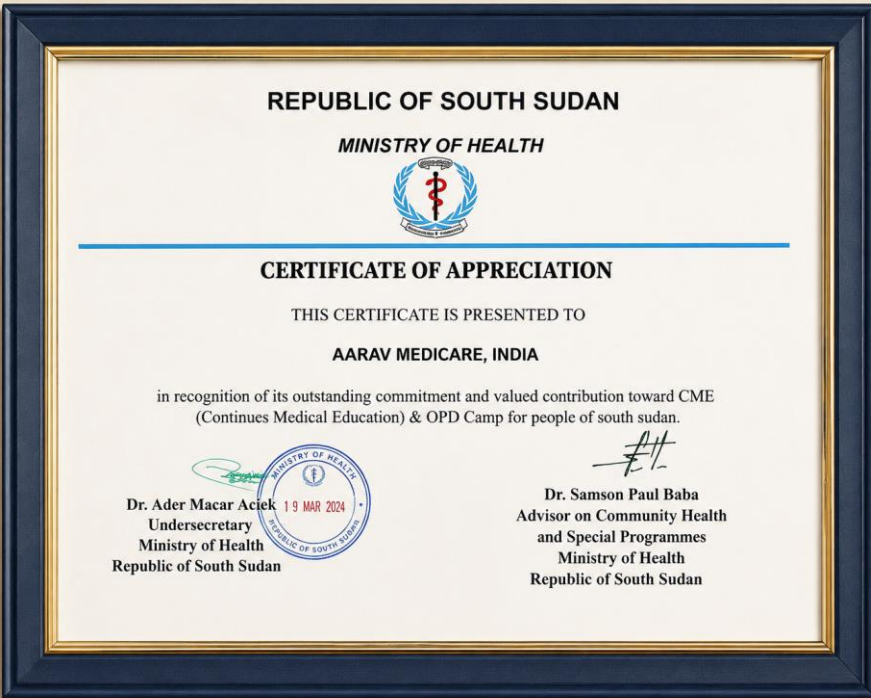 REPUBLIC OF SOUTH SUDAN
MINISTRY OF HEALTH
CERTIFICATE OF APPRECIATION
THIS CERTIFICATE IS PRESENTED TO
AARAV MEDICARE, INDIA
in recognition of its outstanding commitment and valued contribution toward CME
(Continues Medical Education) & OPD Camp for people of south sudan.
Dr. Ader Macar Aciek
Undersecretary
Ministry of Health
Republic of South Sudan
MINISTRY OF HEALTH
19 MAR 2024
REPUBLIC OF SOUTH SUDAN
Dr. Samson Paul Baba
Advisor on Community Health
and Special Programmes
Ministry of Health
Republic of South Sudan